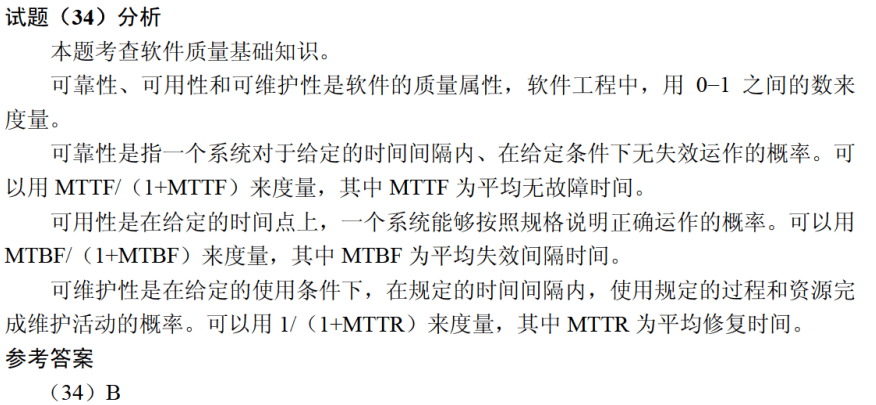 试题（34）分析
本题考查软件质量基础知识。
可靠性、可用性和可维护性是软件的质量属性，软件工程中，用 0–1 之间的数来
度量。
可靠性是指一个系统对于给定的时间间隔内、在给定条件下无失效运作的概率。可
以用 MTTF/（1+MTTF）来度量，其中 MTTF 为平均无故障时间。
可用性是在给定的时间点上，一个系统能够按照规格说明正确运作的概率。可以用
MTBF/（1+MTBF）来度量，其中 MTBF 为平均失效间隔时间。
可维护性是在给定的使用条件下，在规定的时间间隔内，使用规定的过程和资源完
成维护活动的概率。可以用 1/（1+MTTR）来度量，其中 MTTR 为平均修复时间。
参考答案
（34）B